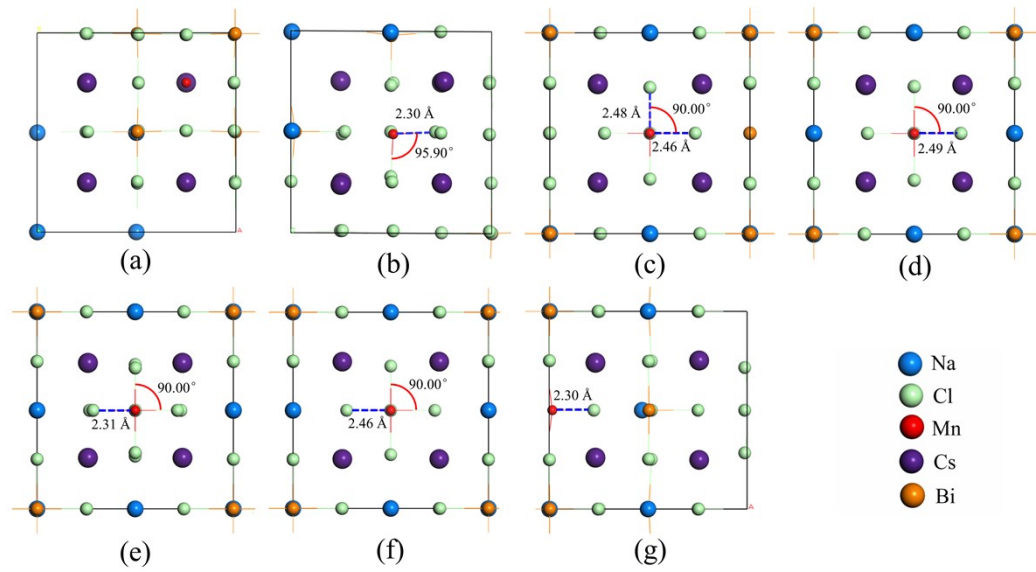 (a)
2.30 Å
95.90°
(b)
2.48 Å
90.00°
2.46 Å
(c)
90.00°
2.49 Å
(d)
90.00°
2.31 Å
(e)
90.00°
2.46 Å
(f)
2.30 Å
(g)
Na
Cl
Mn
Cs
Bi